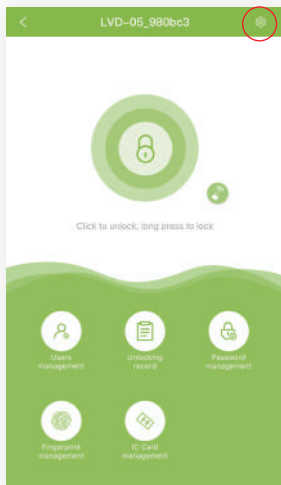 LVD-05_980bc3
Click to unlock, long press to lock
Users
management
Unlocking
record
Password
management
Fingerprint
management
IC Card
management